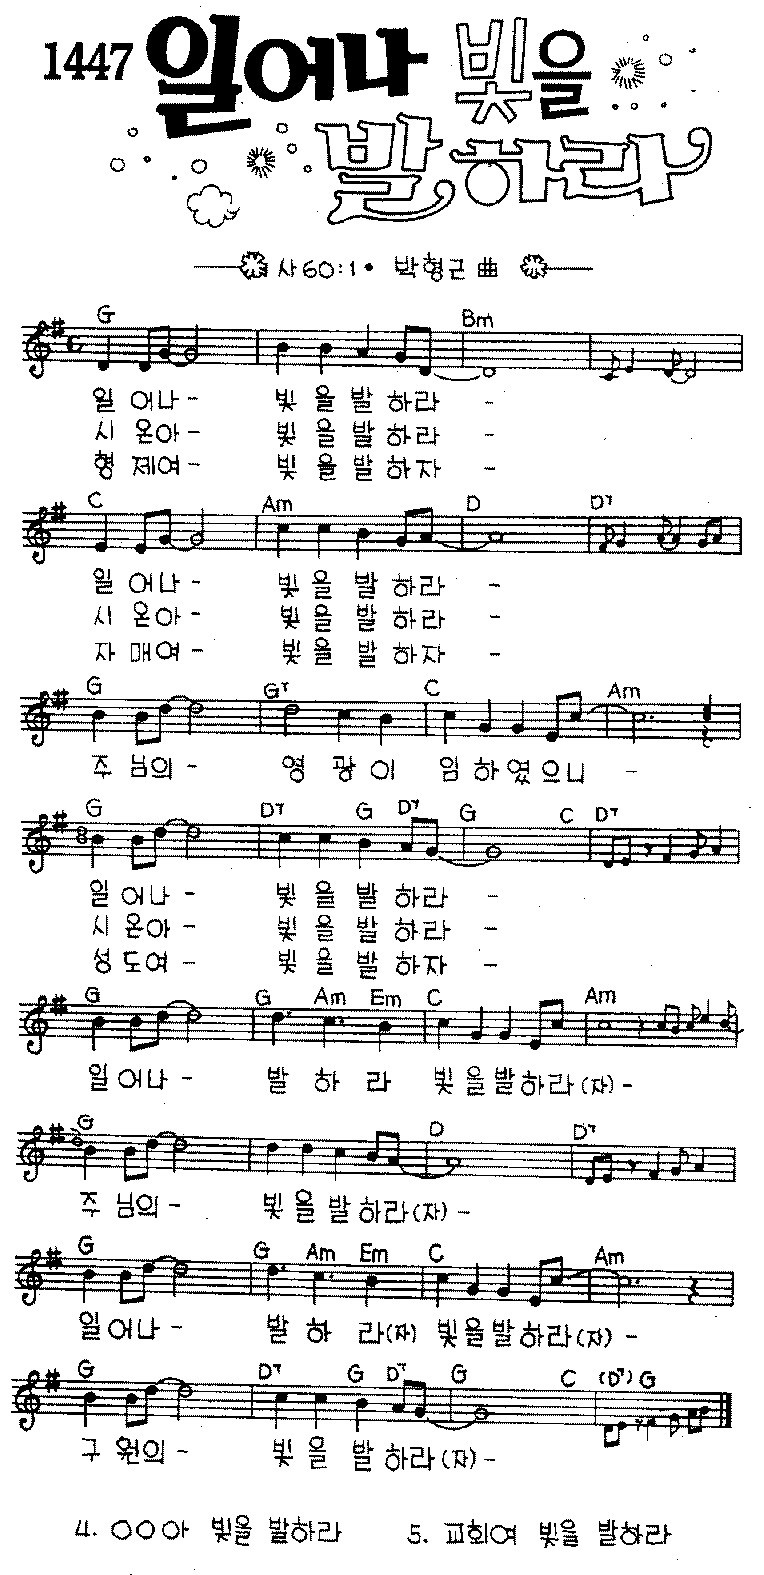 1447 일어나 빛을
발하라
사60:1 • 박형근 曲
G Bm
일 어나 - 빛 을 발 하라 -
시 온아 - 빛 을 발 하라 -
형 제여 - 빛 을 발 하자 -
C Am D D7
일 어나 - 빛 을 발 하라 -
시 온아 - 빛 을 발 하라 -
자 매여 - 빛 을 발 하자 -
G G7 C Am
주 님의 - 영 광 이 임 하였으니 -
G D7 G D7 G C D7
일 어나 - 빛 을 발 하라 -
시 온아 - 빛 을 발 하라 -
성 도여 - 빛 을 발 하자 -
G G Am Em C Am
일 어나 - 발 하 라 빛 을발하라(자) -
G D D7
주 님의 - 빛 을 발 하라(자) -
G G Am Em C Am
일 어나 - 발 하 라(자) 빛을발하라(자) -
G D7 G D7 G C (D7) G
구 원의 - 빛 을 발 하라(자) -
4. ○○○아 빛을 발하라 5. 교회여 빛을 발하라